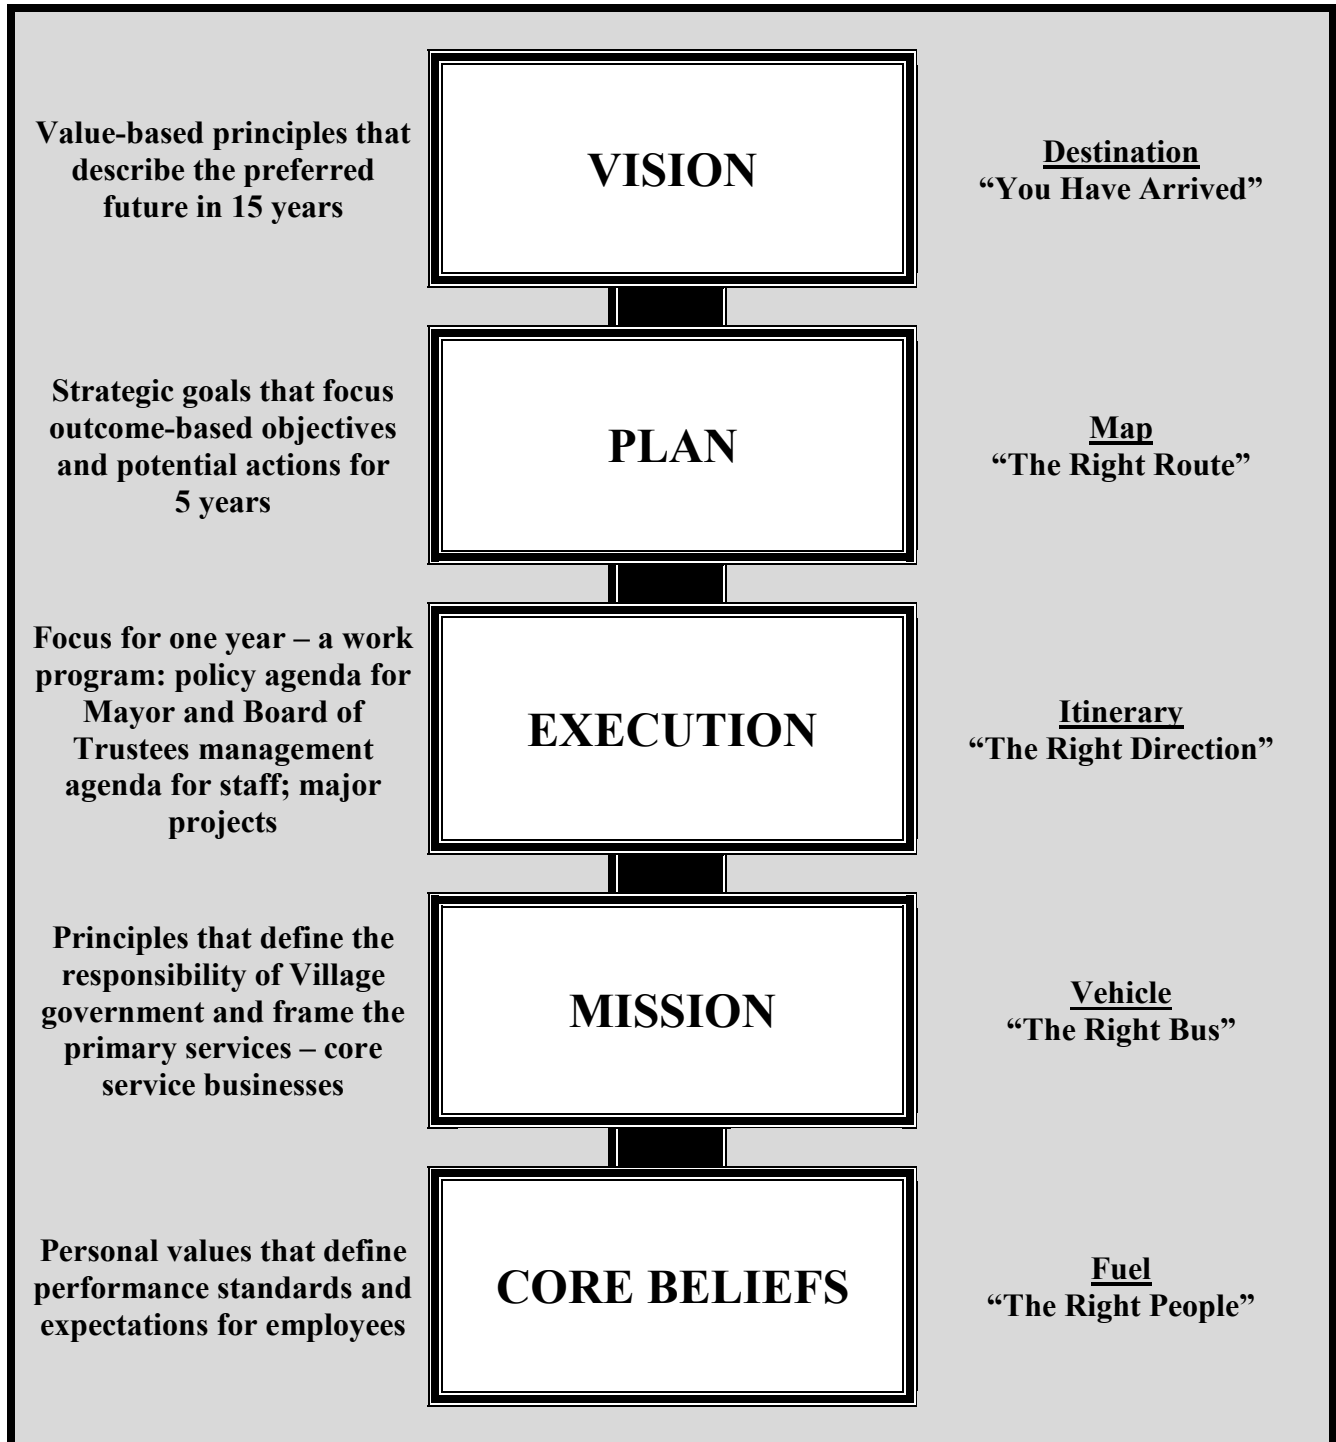 Value-based principles that
describe the preferred
future in 15 years
VISION
Destination
“You Have Arrived”
Strategic goals that focus
outcome-based objectives
and potential actions for
5 years
PLAN
Map
“The Right Route”
Focus for one year – a work
program: policy agenda for
Mayor and Board of
Trustees management
agenda for staff; major
projects
EXECUTION
Itinerary
“The Right Direction”
Principles that define the
responsibility of Village
government and frame the
primary services – core
service businesses
MISSION
Vehicle
“The Right Bus”
Personal values that define
performance standards and
expectations for employees
CORE BELIEFS
Fuel
“The Right People”